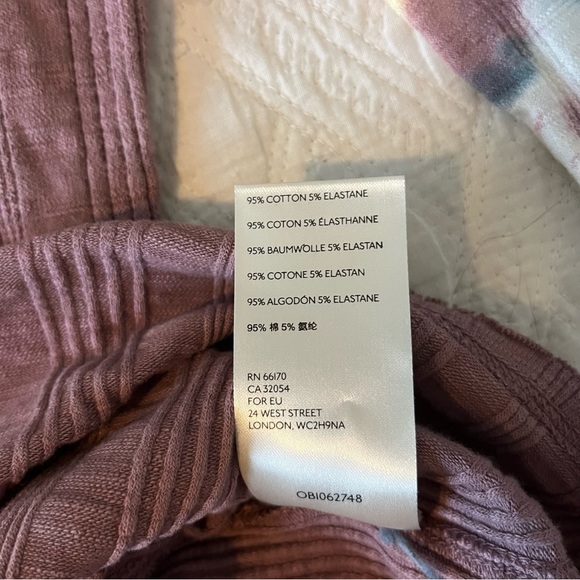 95% COTTON 5% ELASTANE
95% COTON 5% ÉLASTHANNE
95% BAUMWOLLE 5% ELASTAN
95% COTONE 5% ELASTAN
95% ALGODÓN 5% ELASTANE
95% 棉 5% 氨纶
RN 66170
CA 32054
FOR EU
24 WEST STREET
LONDON, WC2H9NA
OB1062748